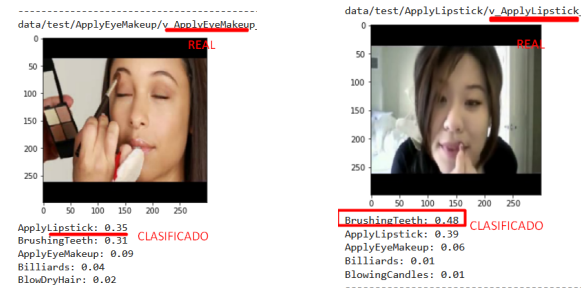 data/test/ApplyEyeMakeup/v_ApplyEyeMakeup_
REAL
0
50
100
150
200
250
0 50 100 150 200 250
ApplyLipstick: 0.35
BrushingTeeth: 0.31
ApplyEyeMakeup: 0.09
Billiards: 0.04
BlowDryHair: 0.02
CLASIFICADO
data/test/ApplyLipstick/v_ApplyLipstick_
REAL
0
50
100
150
200
250
0 50 100 150 200 250
BrushingTeeth: 0.48
ApplyLipstick: 0.39
ApplyEyeMakeup: 0.06
Billiards: 0.01
BlowingCandles: 0.01
CLASIFICADO